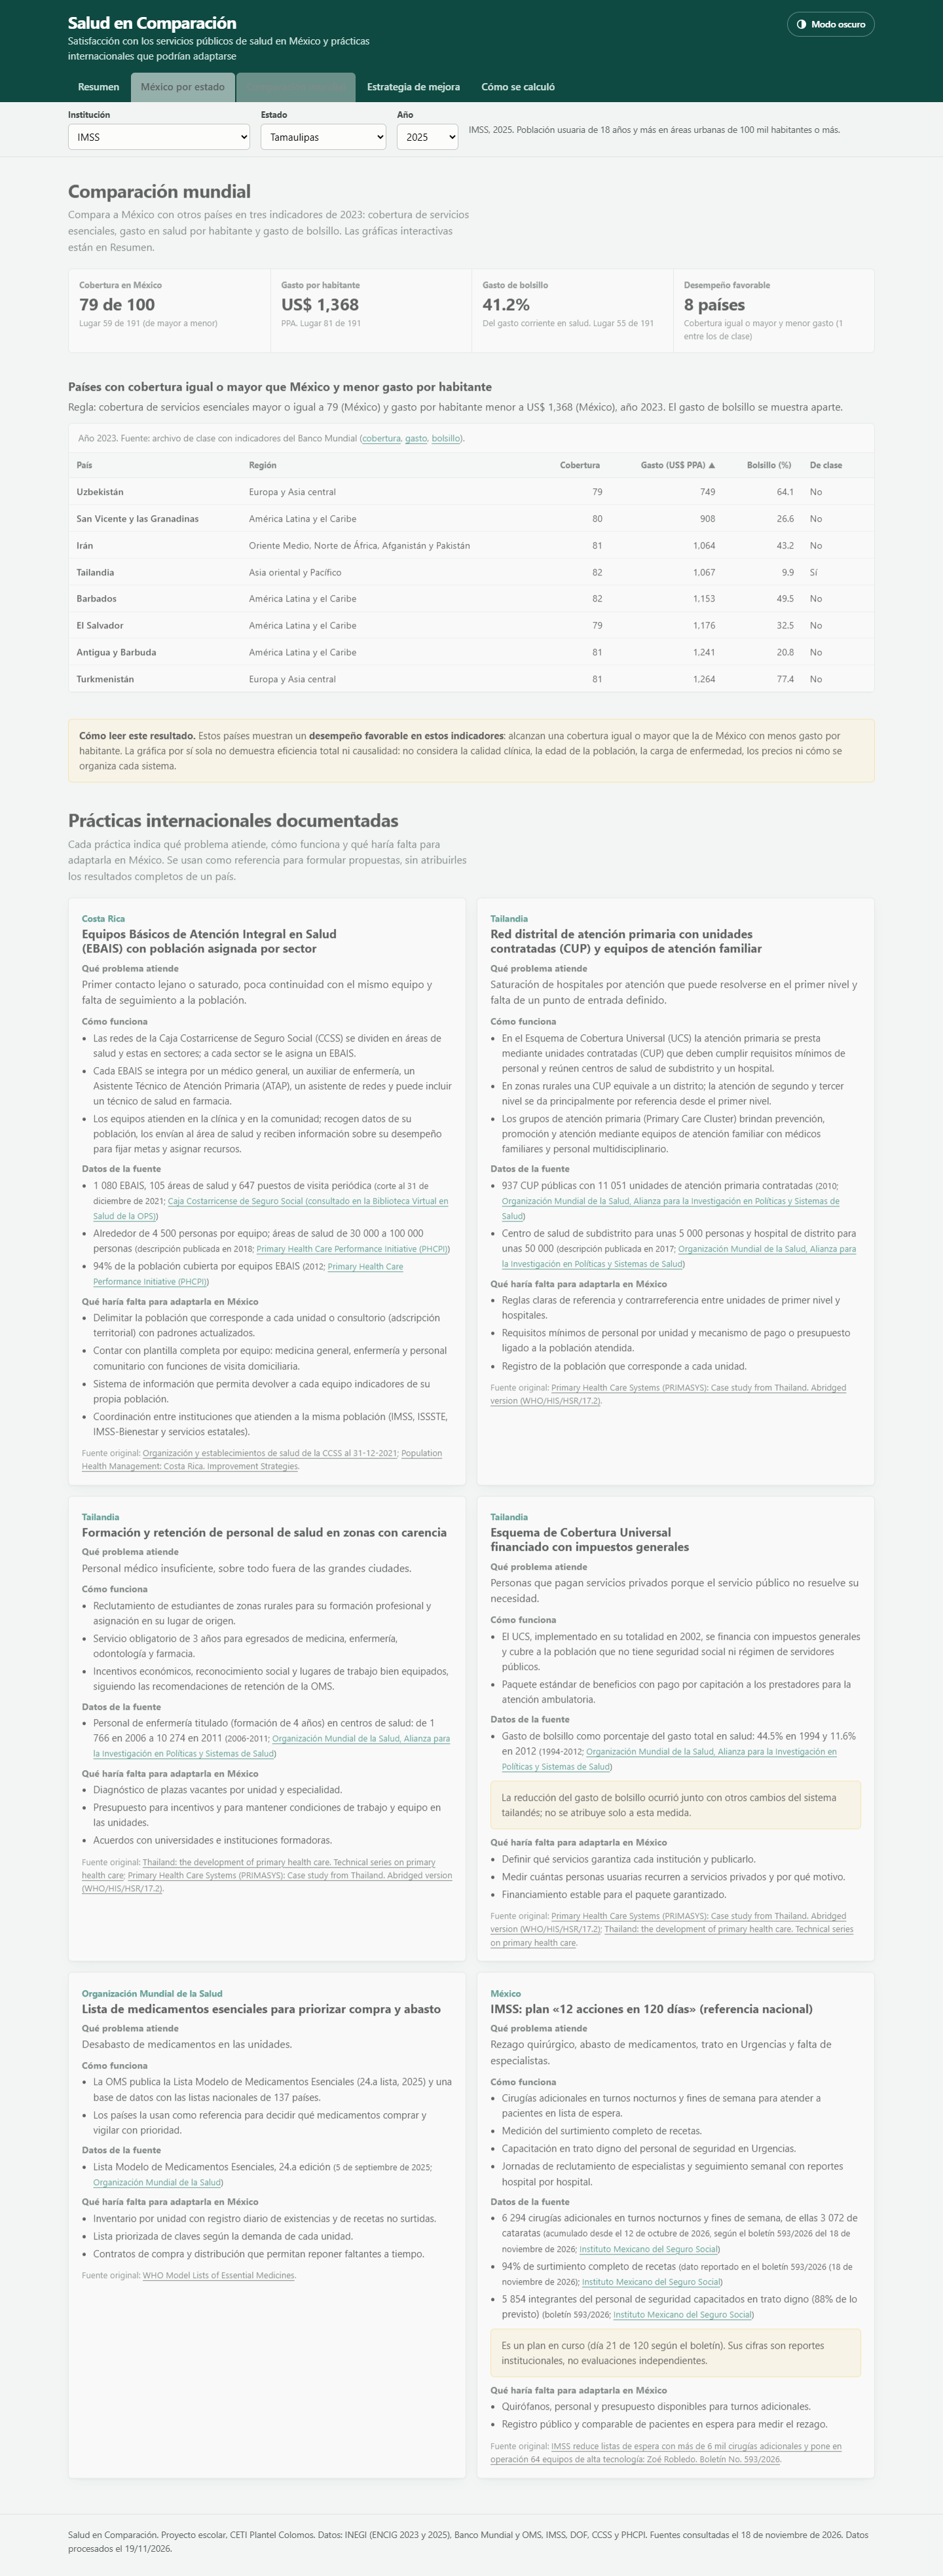 Salud en Comparación
Satisfacción con los servicios públicos de salud en México y prácticas
internacionales que podrían adaptarse
Modo oscuro
Resumen
México por estado
Estrategia de mejora
Cómo se calculó
Institución
Estado
Año
IMSS
Tamaulipas
2025
IMSS, 2025. Población usuaria de 18 años y más en áreas urbanas de 100 mil habitantes o más.
Comparación mundial
Compara a México con otros países en tres indicadores de 2023: cobertura de servicios
esenciales, gasto en salud por habitante y gasto de bolsillo. Las gráficas interactivas
están en Resumen.
Cobertura en México
79 de 100
Lugar 59 de 191 (de mayor a menor)
Gasto por habitante
US$ 1,368
PPA. Lugar 81 de 191
Gasto de bolsillo
41.2%
Del gasto corriente en salud. Lugar 55 de 191
Desempeño favorable
8 países
Cobertura igual o mayor y menor gasto (1
entre los de clase)
Países con cobertura igual o mayor que México y menor gasto por habitante
Regla: cobertura de servicios esenciales mayor o igual a 79 (México) y gasto por habitante menor a US$ 1,368 (México), año 2023. El gasto de bolsillo se muestra aparte.
Año 2023. Fuente: archivo de clase con indicadores del Banco Mundial (cobertura, gasto, bolsillo).
País Región Cobertura Gasto (US$ PPA) ▲ Bolsillo (%) De clase
Uzbekistán Europa y Asia central 79 749 64.1 No
San Vicente y las Granadinas América Latina y el Caribe 80 908 26.6 No
Irán Oriente Medio, Norte de África, Afganistán y Pakistán 81 1,064 43.2 No
Tailandia Asia oriental y Pacífico 82 1,067 9.9 Sí
Barbados América Latina y el Caribe 82 1,153 49.5 No
El Salvador América Latina y el Caribe 79 1,176 32.5 No
Antigua y Barbuda América Latina y el Caribe 81 1,241 20.8 No
Turkmenistán Europa y Asia central 81 1,264 77.4 No
Cómo leer este resultado. Estos países muestran un desempeño favorable en estos indicadores: alcanzan una cobertura igual o mayor que la de México con menos gasto por
habitante. La gráfica por sí sola no demuestra eficiencia total ni causalidad: no considera la calidad clínica, la edad de la población, la carga de enfermedad, los precios ni cómo se
organiza cada sistema.
Prácticas internacionales documentadas
Cada práctica indica qué problema atiende, cómo funciona y qué haría falta para
adaptarla en México. Se usan como referencia para formular propuestas, sin atribuirles
los resultados completos de un país.
Costa Rica
Equipos Básicos de Atención Integral en Salud
(EBAIS) con población asignada por sector
Qué problema atiende
Primer contacto lejano o saturado, poca continuidad con el mismo equipo y
falta de seguimiento a la población.
Cómo funciona
• Las redes de la Caja Costarricense de Seguro Social (CCSS) se dividen en áreas de
salud y estas en sectores; a cada sector se le asigna un EBAIS.
• Cada EBAIS se integra por un médico general, un auxiliar de enfermería, un
Asistente Técnico de Atención Primaria (ATAP), un asistente de redes y puede incluir
un técnico de salud en farmacia.
• Los equipos atienden en la clínica y en la comunidad; recogen datos de su
población, los envían al área de salud y reciben información sobre su desempeño
para fijar metas y asignar recursos.
Datos de la fuente
• 1 080 EBAIS, 105 áreas de salud y 647 puestos de visita periódica (corte al 31 de
diciembre de 2021; Caja Costarricense de Seguro Social (consultado en la Biblioteca Virtual en
Salud de la OPS))
• Alrededor de 4 500 personas por equipo; áreas de salud de 30 000 a 100 000
personas (descripción publicada en 2018; Primary Health Care Performance Initiative (PHCPI))
• 94% de la población cubierta por equipos EBAIS (2012; Primary Health Care
Performance Initiative (PHCPI))
Qué haría falta para adaptarla en México
• Delimitar la población que corresponde a cada unidad o consultorio (adscripción
territorial) con padrones actualizados.
• Contar con plantilla completa por equipo: medicina general, enfermería y personal
comunitario con funciones de visita domiciliaria.
• Sistema de información que permita devolver a cada equipo indicadores de su
propia población.
• Coordinación entre instituciones que atienden a la misma población (IMSS, ISSSTE,
IMSS-Bienestar y servicios estatales).
Fuente original: Organización y establecimientos de salud de la CCSS al 31-12-2021; Population
Health Management: Costa Rica. Improvement Strategies.
Tailandia
Red distrital de atención primaria con unidades
contratadas (CUP) y equipos de atención familiar
Qué problema atiende
Saturación de hospitales por atención que puede resolverse en el primer nivel y
falta de un punto de entrada definido.
Cómo funciona
• En el Esquema de Cobertura Universal (UCS) la atención primaria se presta
mediante unidades contratadas (CUP) que deben cumplir requisitos mínimos de
personal y reúnen centros de salud de subdistrito y un hospital.
• En zonas rurales una CUP equivale a un distrito; la atención de segundo y tercer
nivel se da principalmente por referencia desde el primer nivel.
• Los grupos de atención primaria (Primary Care Cluster) brindan prevención,
promoción y atención mediante equipos de atención familiar con médicos
familiares y personal multidisciplinario.
Datos de la fuente
• 937 CUP públicas con 11 051 unidades de atención primaria contratadas (2010;
Organización Mundial de la Salud, Alianza para la Investigación en Políticas y Sistemas de
Salud)
• Centro de salud de subdistrito para unas 5 000 personas y hospital de distrito para
unas 50 000 (descripción publicada en 2017; Organización Mundial de la Salud, Alianza para
la Investigación en Políticas y Sistemas de Salud)
Qué haría falta para adaptarla en México
• Reglas claras de referencia y contrarreferencia entre unidades de primer nivel y
hospitales.
• Requisitos mínimos de personal por unidad y mecanismo de pago o presupuesto
ligado a la población atendida.
• Registro de la población que corresponde a cada unidad.
Fuente original: Primary Health Care Systems (PRIMASYS): Case study from Thailand. Abridged
version (WHO/HIS/HSR/17.2).
Tailandia
Formación y retención de personal de salud en zonas con carencia
Qué problema atiende
Personal médico insuficiente, sobre todo fuera de las grandes ciudades.
Cómo funciona
• Reclutamiento de estudiantes de zonas rurales para su formación profesional y
asignación en su lugar de origen.
• Servicio obligatorio de 3 años para egresados de medicina, enfermería,
odontología y farmacia.
• Incentivos económicos, reconocimiento social y lugares de trabajo bien equipados,
siguiendo las recomendaciones de retención de la OMS.
Datos de la fuente
• Personal de enfermería titulado (formación de 4 años) en centros de salud: de 1
766 en 2006 a 10 274 en 2011 (2006-2011; Organización Mundial de la Salud, Alianza para
la Investigación en Políticas y Sistemas de Salud)
Qué haría falta para adaptarla en México
• Diagnóstico de plazas vacantes por unidad y especialidad.
• Presupuesto para incentivos y para mantener condiciones de trabajo y equipo en
las unidades.
• Acuerdos con universidades e instituciones formadoras.
Fuente original: Thailand: the development of primary health care. Technical series on primary
health care; Primary Health Care Systems (PRIMASYS): Case study from Thailand. Abridged version
(WHO/HIS/HSR/17.2).
Tailandia
Esquema de Cobertura Universal
financiado con impuestos generales
Qué problema atiende
Personas que pagan servicios privados porque el servicio público no resuelve su
necesidad.
Cómo funciona
• El UCS, implementado en su totalidad en 2002, se financia con impuestos generales
y cubre a la población que no tiene seguridad social ni régimen de servidores
públicos.
• Paquete estándar de beneficios con pago por capitación a los prestadores para la
atención ambulatoria.
Datos de la fuente
• Gasto de bolsillo como porcentaje del gasto total en salud: 44.5% en 1994 y 11.6%
en 2012 (1994-2012; Organización Mundial de la Salud, Alianza para la Investigación en
Políticas y Sistemas de Salud)
La reducción del gasto de bolsillo ocurrió junto con otros cambios del sistema
tailandés; no se atribuye solo a esta medida.
Qué haría falta para adaptarla en México
• Definir qué servicios garantiza cada institución y publicarlo.
• Medir cuántas personas usuarias recurren a servicios privados y por qué motivo.
• Financiamiento estable para el paquete garantizado.
Fuente original: Primary Health Care Systems (PRIMASYS): Case study from Thailand. Abridged
version (WHO/HIS/HSR/17.2); Thailand: the development of primary health care. Technical series
on primary health care.
Organización Mundial de la Salud
Lista de medicamentos esenciales para priorizar compra y abasto
Qué problema atiende
Desabasto de medicamentos en las unidades.
Cómo funciona
• La OMS publica la Lista Modelo de Medicamentos Esenciales (24.a lista, 2025) y una
base de datos con las listas nacionales de 137 países.
• Los países la usan como referencia para decidir qué medicamentos comprar y
vigilar con prioridad.
Datos de la fuente
• Lista Modelo de Medicamentos Esenciales, 24.a edición (5 de septiembre de 2025;
Organización Mundial de la Salud)
Qué haría falta para adaptarla en México
• Inventario por unidad con registro diario de existencias y de recetas no surtidas.
• Lista priorizada de claves según la demanda de cada unidad.
• Contratos de compra y distribución que permitan reponer faltantes a tiempo.
Fuente original: WHO Model Lists of Essential Medicines.
México
IMSS: plan «12 acciones en 120 días» (referencia nacional)
Qué problema atiende
Rezago quirúrgico, abasto de medicamentos, trato en Urgencias y falta de
especialistas.
Cómo funciona
• Cirugías adicionales en turnos nocturnos y fines de semana para atender a
pacientes en lista de espera.
• Medición del surtimiento completo de recetas.
• Capacitación en trato digno del personal de seguridad en Urgencias.
• Jornadas de reclutamiento de especialistas y seguimiento semanal con reportes
hospital por hospital.
Datos de la fuente
• 6 294 cirugías adicionales en turnos nocturnos y fines de semana, de ellas 3 072 de
cataratas (acumulado desde el 12 de octubre de 2026, según el boletín 593/2026 del 18 de
noviembre de 2026; Instituto Mexicano del Seguro Social)
• 94% de surtimiento completo de recetas (dato reportado en el boletín 593/2026 (18 de
noviembre de 2026); Instituto Mexicano del Seguro Social)
• 5 854 integrantes del personal de seguridad capacitados en trato digno (88% de lo
previsto) (boletín 593/2026; Instituto Mexicano del Seguro Social)
Es un plan en curso (día 21 de 120 según el boletín). Sus cifras son reportes
institucionales, no evaluaciones independientes.
Qué haría falta para adaptarla en México
• Quirófanos, personal y presupuesto disponibles para turnos adicionales.
• Registro público y comparable de pacientes en espera para medir el rezago.
Fuente original: IMSS reduce listas de espera con más de 6 mil cirugías adicionales y pone en
operación 64 equipos de alta tecnología: Zoé Robledo. Boletín No. 593/2026.
Salud en Comparación. Proyecto escolar, CETI Plantel Colomos. Datos: INEGI (ENCIG 2023 y 2025), Banco Mundial y OMS, IMSS, DOF, CCSS y PHCPI. Fuentes consultadas el 18 de noviembre de 2026. Datos
procesados el 19/11/2026.